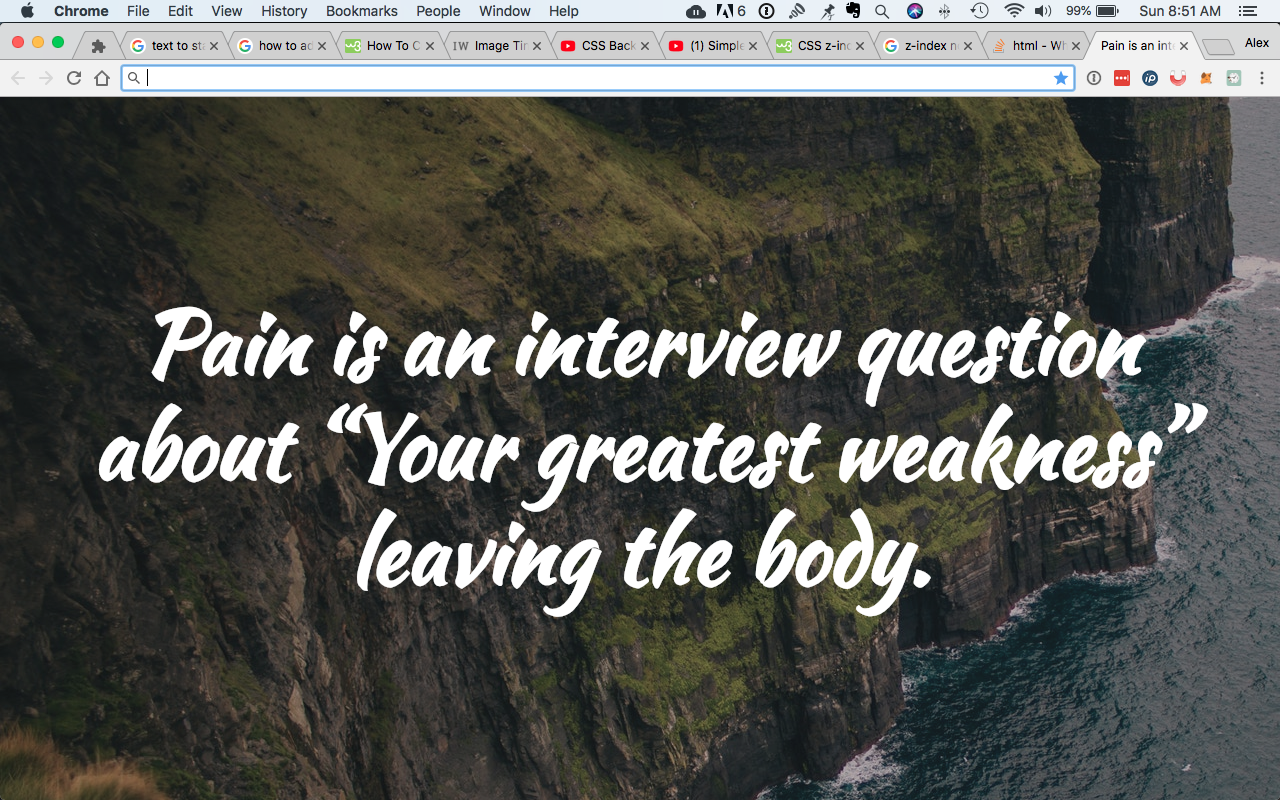 Chrome File Edit View History Bookmarks People Window Help 6 99% Sun 8:51 AM
text to st how to ad How To C Image Tir CSS Back (1) Simple CSS z-inc z-index n html - Wh Pain is an inte Alex
Pain is an interview question
about “Your greatest weakness”
leaving the body.